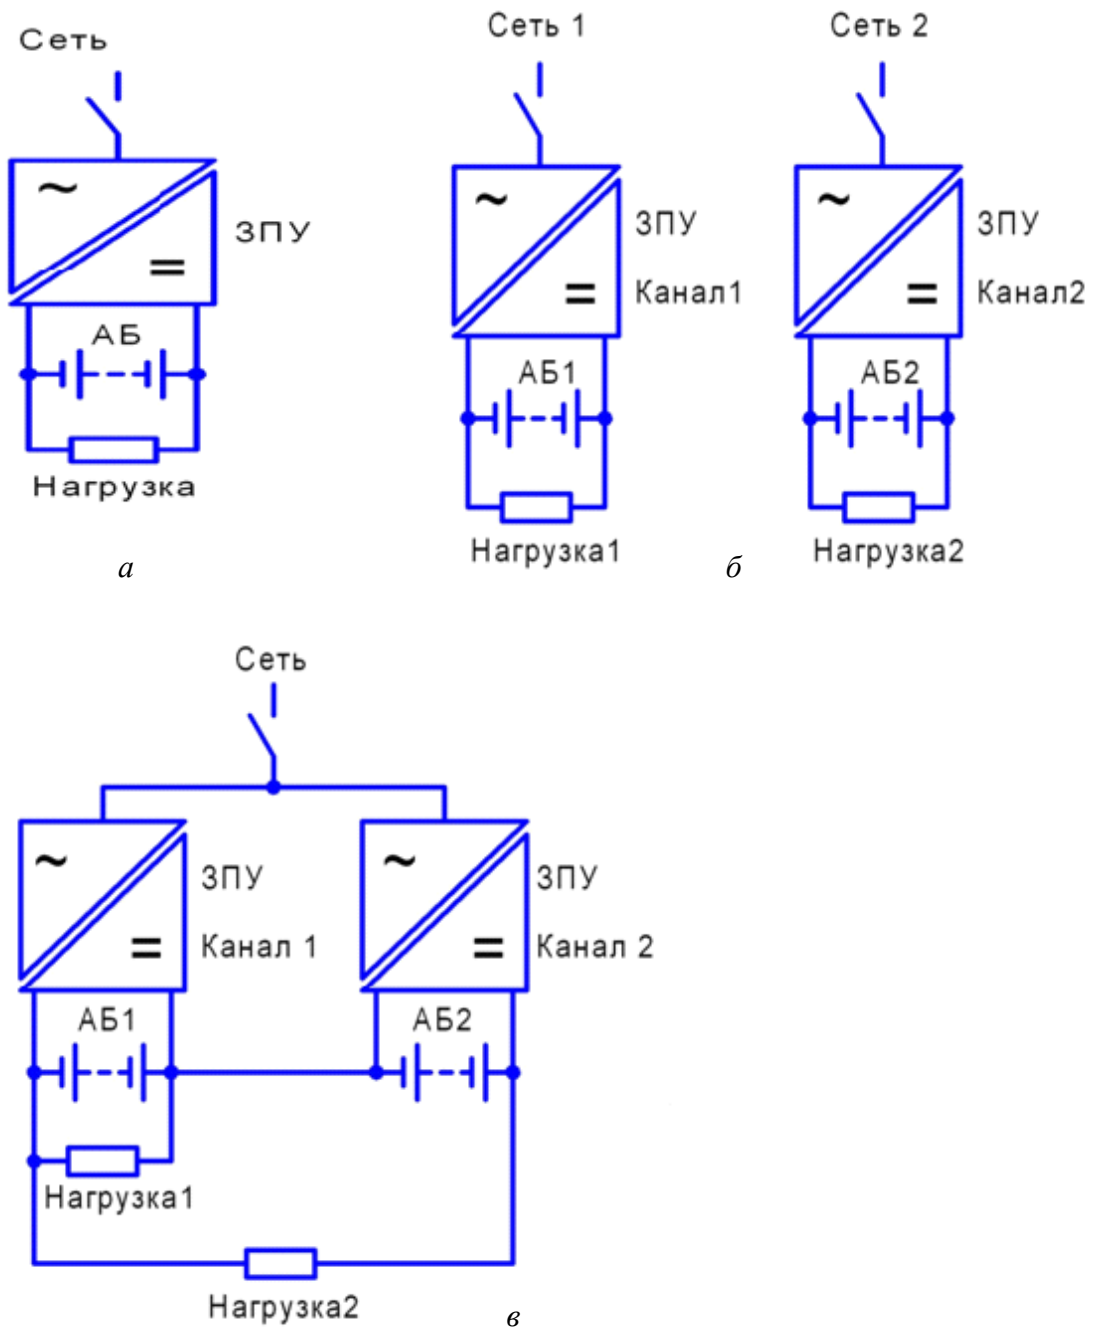 Сеть
~
ЗПУ
=
АБ
Нагрузка
а
Сеть 1
Сеть 2
~
ЗПУ
=
Канал1
АБ1
Нагрузка1
~
ЗПУ
=
Канал2
АБ2
Нагрузка2
б
Сеть
~
ЗПУ
=
Канал 1
АБ1
Нагрузка1
~
ЗПУ
=
Канал 2
АБ2
Нагрузка2
в